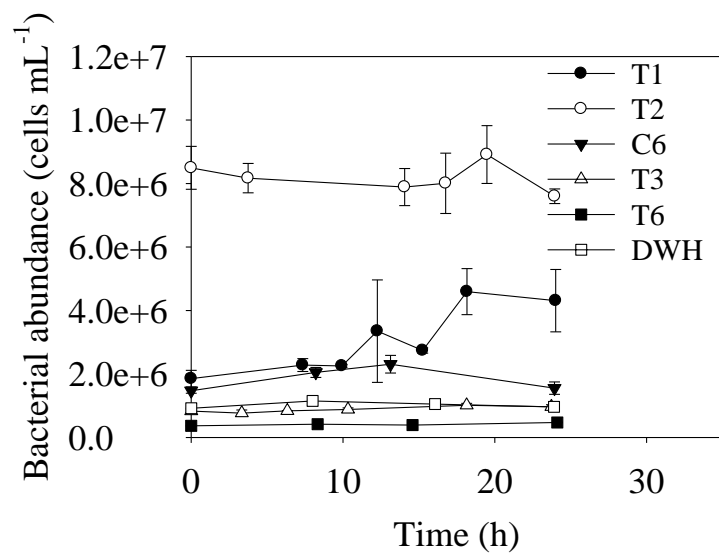 Bacterial abundance (cells mL⁻¹)
1.2e+7
1.0e+7
8.0e+6
6.0e+6
4.0e+6
2.0e+6
0.0
T1
T2
C6
T3
T6
DWH
0 10 20 30
Time (h)